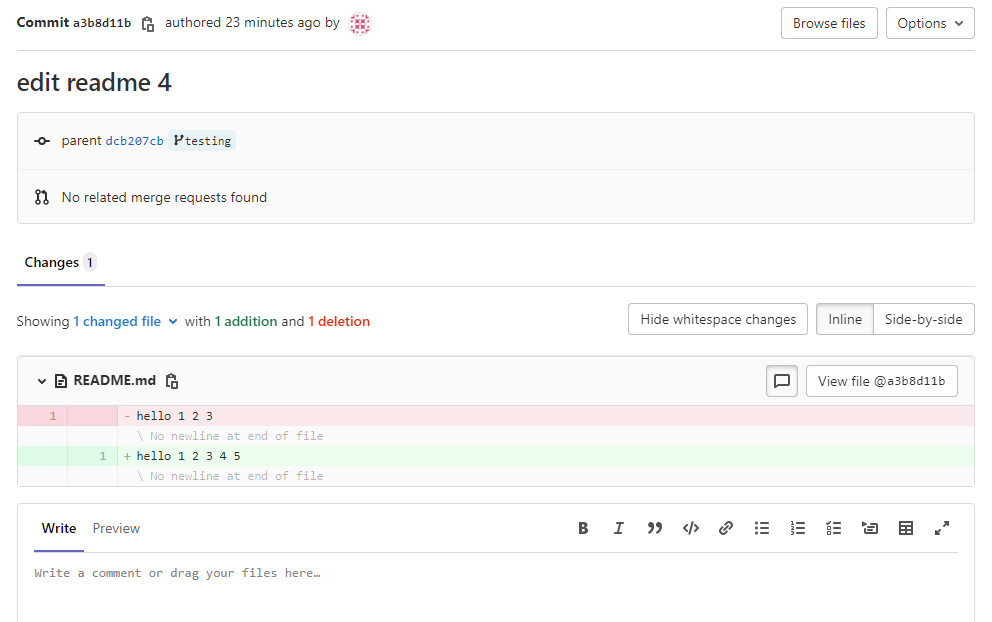 Commit a3b8d11b authored 23 minutes ago by Browse files Options
edit readme 4
parent dcb207cb testing
No related merge requests found
Changes 1
Showing 1 changed file with 1 addition and 1 deletion Hide whitespace changes Inline Side-by-side
README.md View file @a3b8d11b
1 - hello 1 2 3
\ No newline at end of file
1 + hello 1 2 3 4 5
\ No newline at end of file
Write Preview
Write a comment or drag your files here…